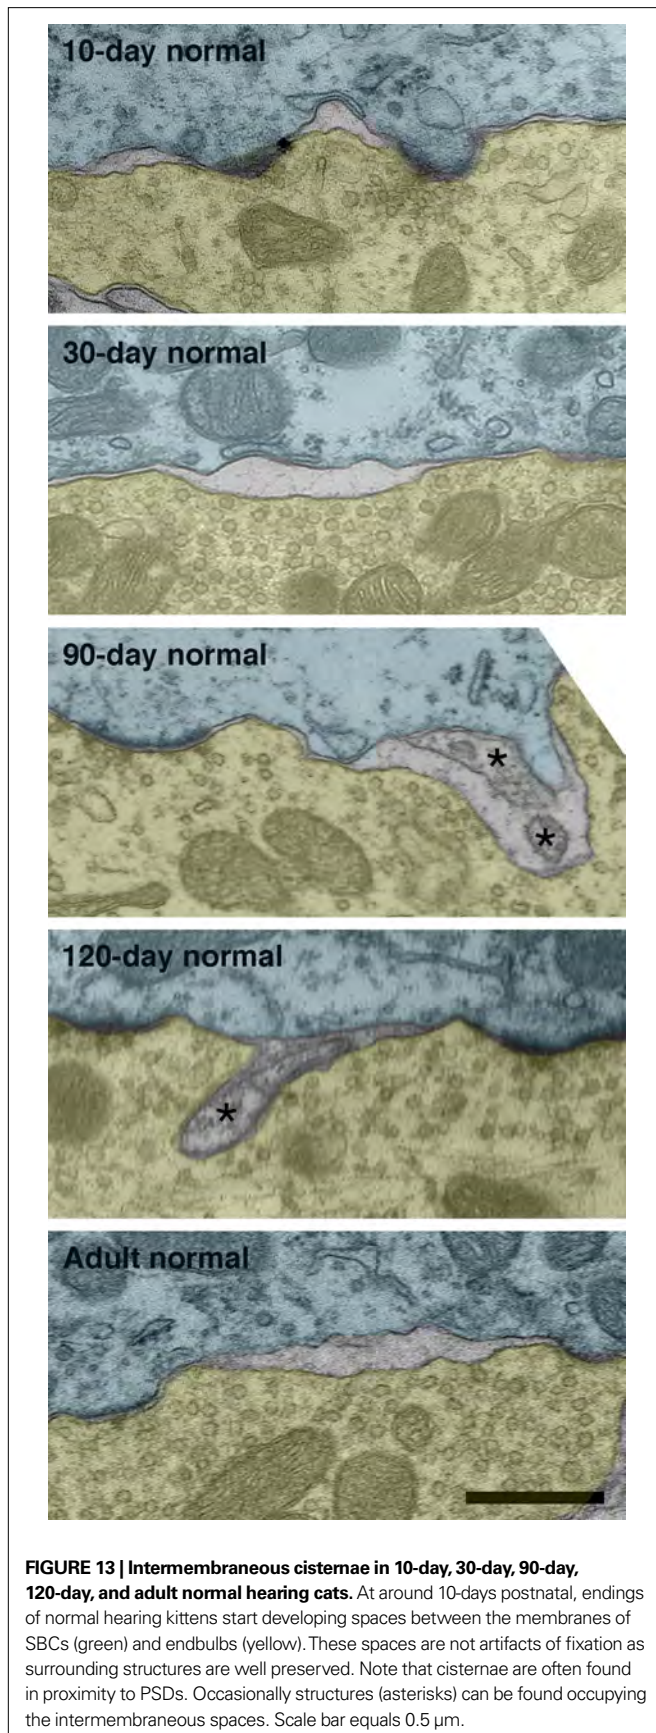 10-day normal
30-day normal
90-day normal
*
*
120-day normal
*
Adult normal
FIGURE 13 | Intermembraneous cisternae in 10-day, 30-day, 90-day,
120-day, and adult normal hearing cats. At around 10-days postnatal, endings
of normal hearing kittens start developing spaces between the membranes of
SBCs (green) and endbulbs (yellow). These spaces are not artifacts of fixation as
surrounding structures are well preserved. Note that cisternae are often found
in proximity to PSDs. Occasionally structures (asterisks) can be found occupying
the intermembraneous spaces. Scale bar equals 0.5 μm.